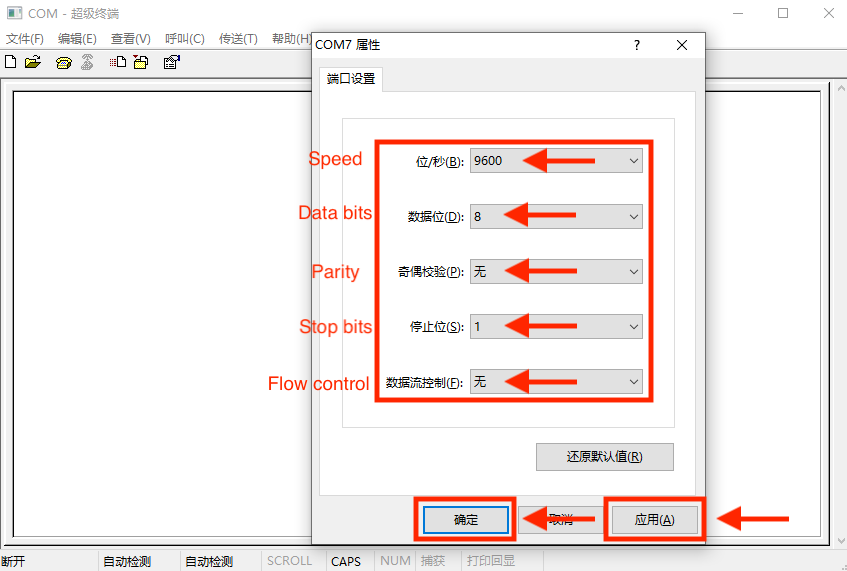 COM - 超级终端
文件(F) 编辑(E) 查看(V) 呼叫(C) 传送(T) 帮助(H)
COM7 属性
?
端口设置
Speed 位/秒(B): 9600
Data bits 数据位(D): 8
Parity 奇偶校验(P): 无
Stop bits 停止位(S): 1
Flow control 数据流控制(F): 无
还原默认值(R)
确定 取消 应用(A)
断开 自动检测 自动检测 SCROLL CAPS NUM 捕获 打印回显